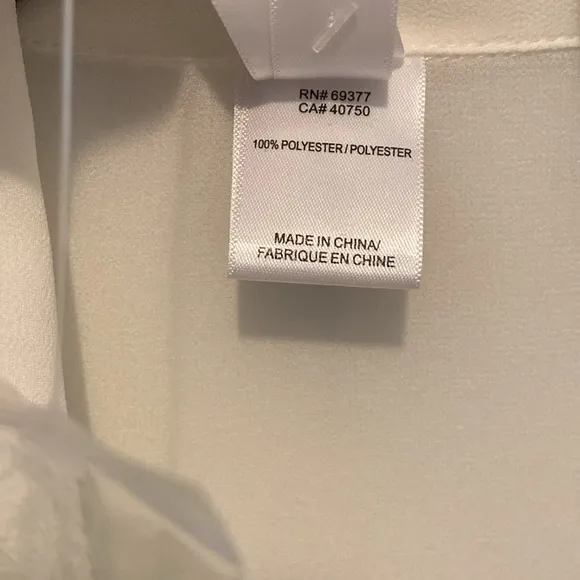 RN# 69377
CA# 40750
100% POLYESTER / POLYESTER
MADE IN CHINA/
FABRIQUE EN CHINE